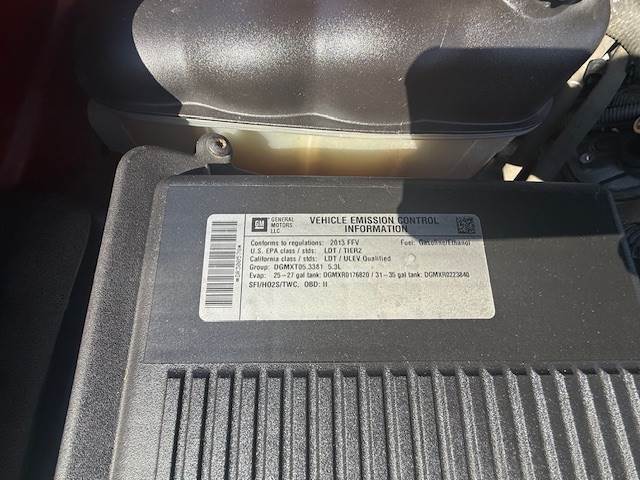 GM
GENERAL
MOTORS
LLC
VEHICLE EMISSION CONTROL
INFORMATION
Conforms to regulations: 2013 FFV Fuel: Gasoline/Ethanol
U.S. EPA class / stds: LDT / TIER2
California class / stds: LDT / ULEV Qualified
Group: DGMXT05.3381 5.3L
Evap: 25-27 gal tank: DGMXR0176820 / 31-35 gal tank: DGMXR0223840
SFI/HO2S/TWC, OBD: II